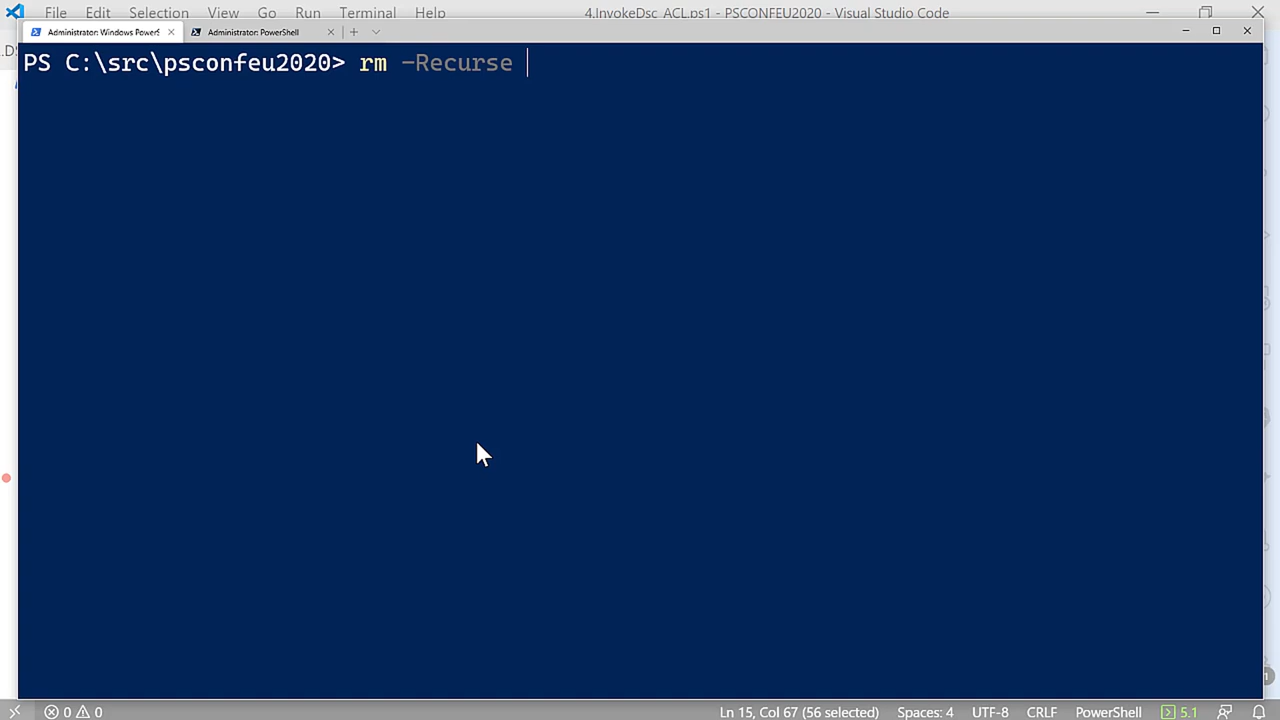 File Edit Selection View Go Run Terminal Help 4.InvokeDsc_ACL.ps1 - PSCONFEU2020 - Visual Studio Code
Administrator: Windows PowerS Administrator: PowerShell
PS C:\src\psconfeu2020> rm -Recurse
0 0 Ln 15, Col 67 (56 selected) Spaces: 4 UTF-8 CRLF PowerShell 5.1